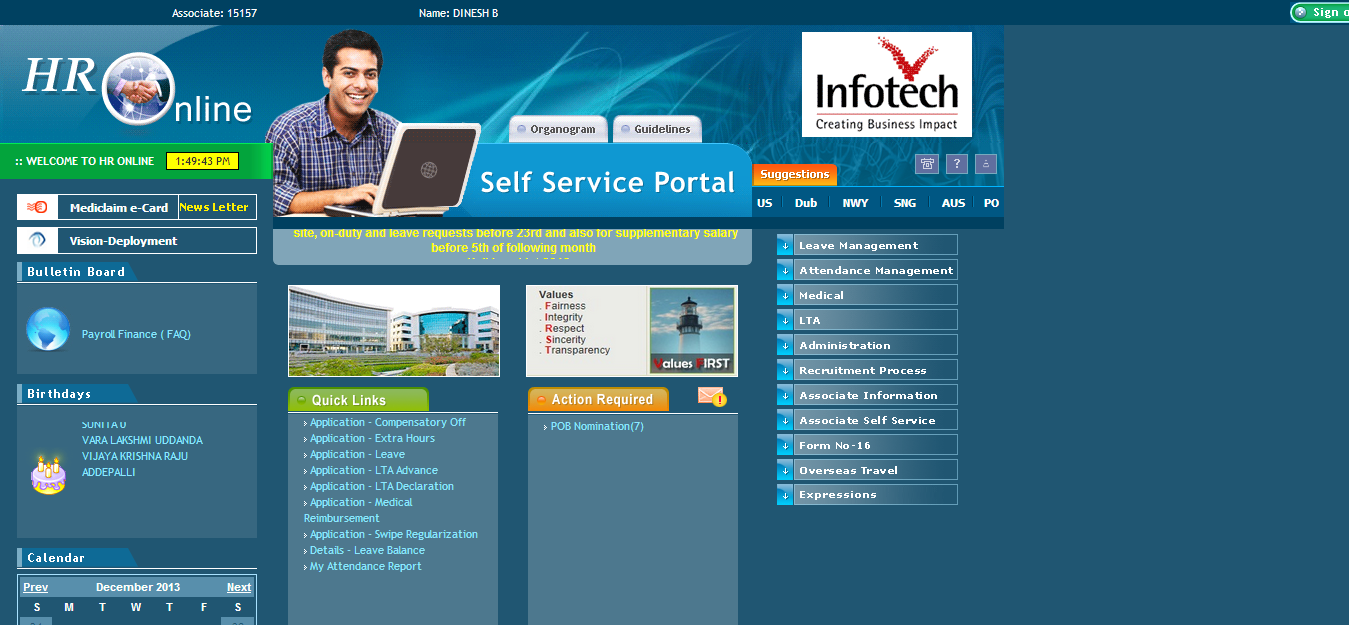 Associate: 15157
Name: DINESH B
Sign o
HR Online
Infotech
Creating Business Impact
Organogram
Guidelines
:: WELCOME TO HR ONLINE
1:49:43 PM
Self Service Portal
?
Suggestions
US
Dub
NWY
SNG
AUS
PO
Mediclaim e-Card
News Letter
Vision-Deployment
site, on-duty and leave requests before 23rd and also for supplementary salary
before 5th of following month
Bulletin Board
Payroll Finance ( FAQ)
Birthdays
SUNITA U
VARA LAKSHMI UDDANDA
VIJAYA KRISHNA RAJU
ADDEPALLI
Calendar
Prev
December 2013
Next
S M T W T F S
Values
. Fairness
. Integrity
. Respect
. Sincerity
. Transparency
Values FIRST
Quick Links
Application - Compensatory Off
Application - Extra Hours
Application - Leave
Application - LTA Advance
Application - LTA Declaration
Application - Medical
Reimbursement
Application - Swipe Regularization
Details - Leave Balance
My Attendance Report
Action Required
POB Nomination(7)
Leave Management
Attendance Management
Medical
LTA
Administration
Recruitment Process
Associate Information
Associate Self Service
Form No-16
Overseas Travel
Expressions